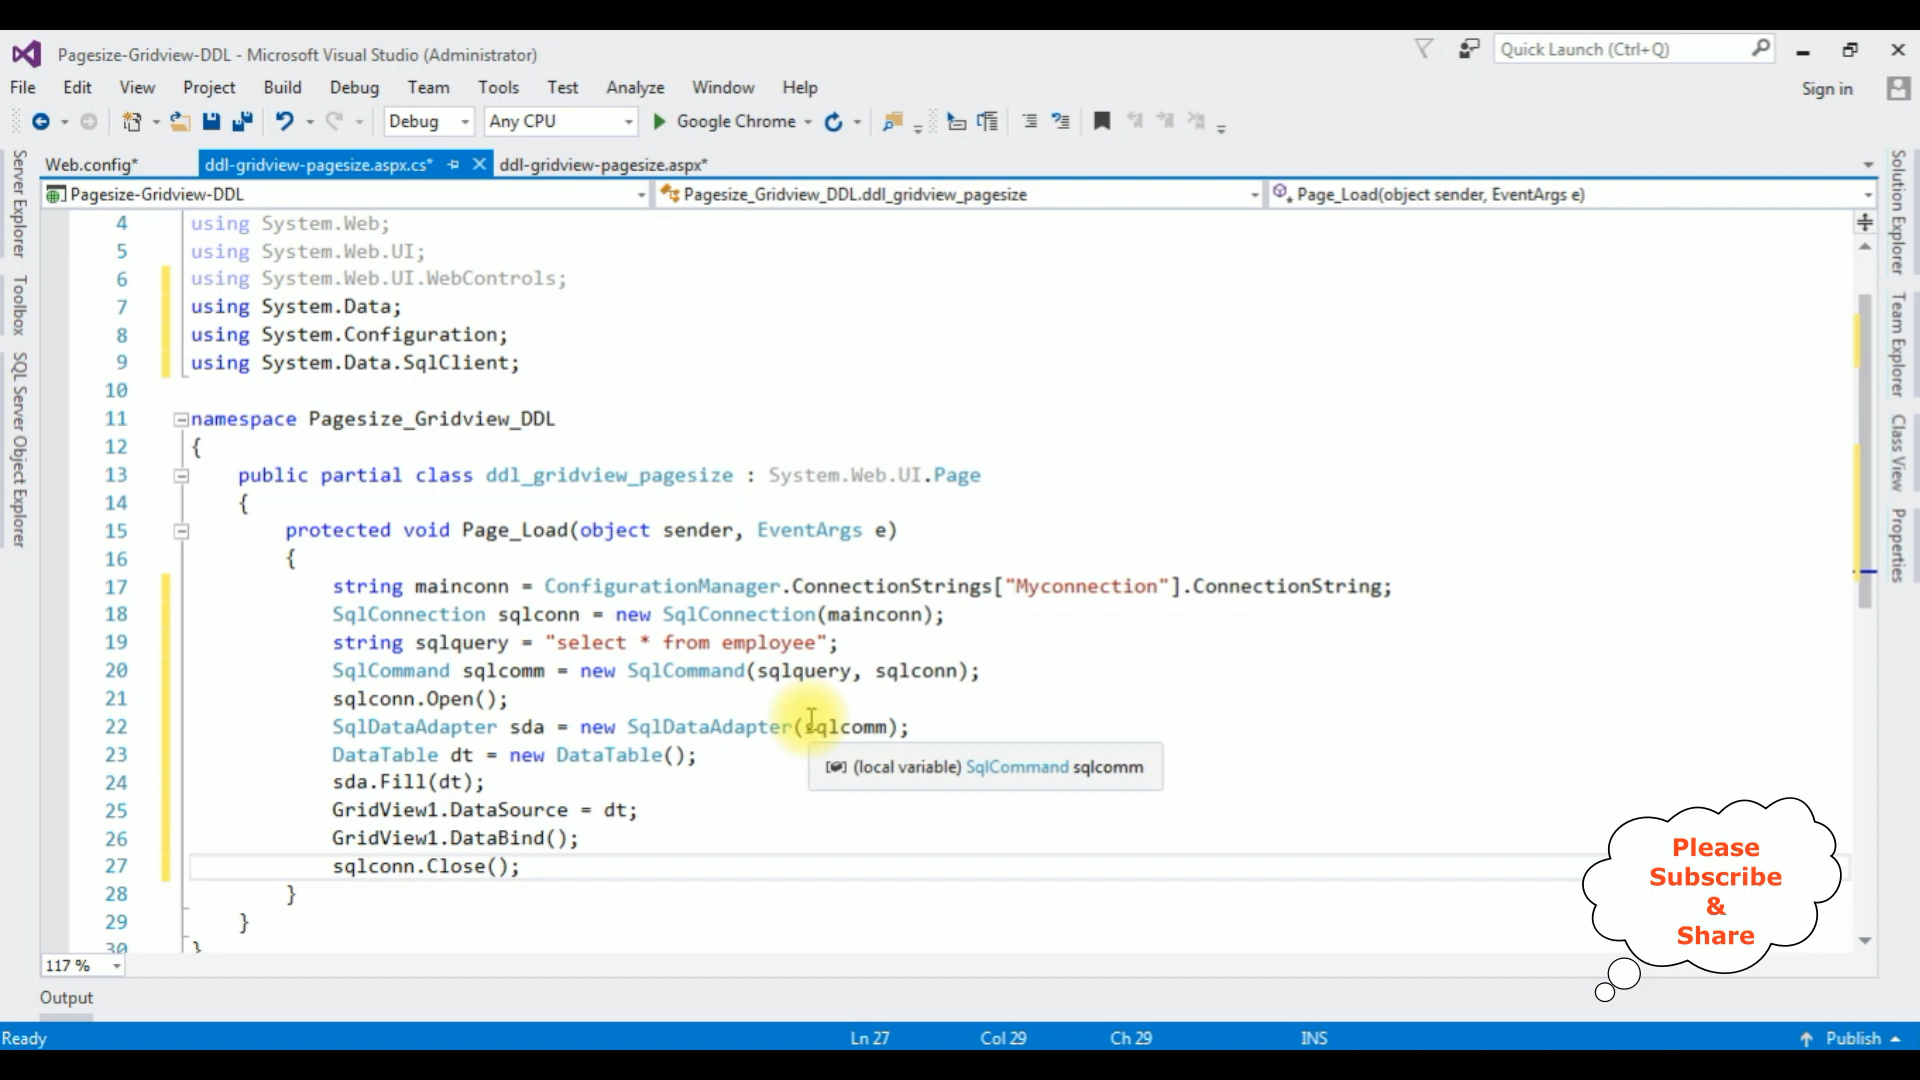 Pagesize-Gridview-DDL - Microsoft Visual Studio (Administrator)
Quick Launch (Ctrl+Q)
File Edit View Project Build Debug Team Tools Test Analyze Window Help
Sign in
Debug Any CPU Google Chrome
Web.config* ddl-gridview-pagesize.aspx.cs* ddl-gridview-pagesize.aspx*
Pagesize-Gridview-DDL Pagesize_Gridview_DDL.ddl_gridview_pagesize Page_Load(object sender, EventArgs e)
Server Explorer
Toolbox
SQL Server Object Explorer
4 using System.Web;
5 using System.Web.UI;
6 using System.Web.UI.WebControls;
7 using System.Data;
8 using System.Configuration;
9 using System.Data.SqlClient;
10
11 namespace Pagesize_Gridview_DDL
12 {
13 public partial class ddl_gridview_pagesize : System.Web.UI.Page
14 {
15 protected void Page_Load(object sender, EventArgs e)
16 {
17 string mainconn = ConfigurationManager.ConnectionStrings["Myconnection"].ConnectionString;
18 SqlConnection sqlconn = new SqlConnection(mainconn);
19 string sqlquery = "select * from employee";
20 SqlCommand sqlcomm = new SqlCommand(sqlquery, sqlconn);
21 sqlconn.Open();
22 SqlDataAdapter sda = new SqlDataAdapter(sqlcomm);
23 DataTable dt = new DataTable();
(local variable) SqlCommand sqlcomm
24 sda.Fill(dt);
25 GridView1.DataSource = dt;
26 GridView1.DataBind();
27 sqlconn.Close();
28 }
29 }
30 }
Solution Explorer
Team Explorer
Class View
Properties
Please
Subscribe
&
Share
117 %
Output
Ready Ln 27 Col 29 Ch 29 INS Publish